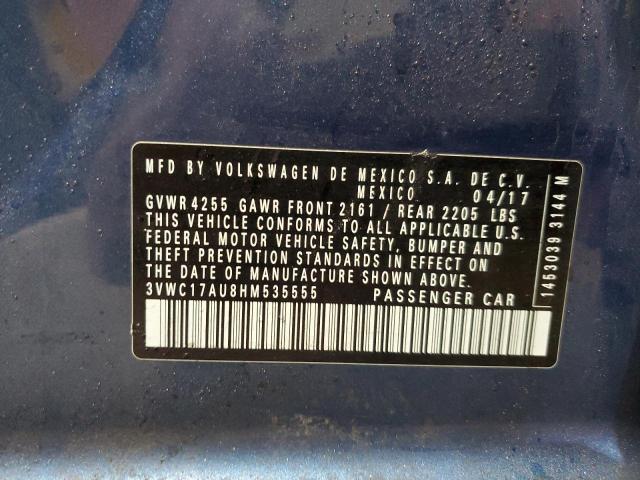 MFD BY VOLKSWAGEN DE MEXICO S.A. DE C.V.
MEXICO 04/17
GVWR 4255 GAWR FRONT 2161 / REAR 2205 LBS
THIS VEHICLE CONFORMS TO ALL APPLICABLE U.S.
FEDERAL MOTOR VEHICLE SAFETY, BUMPER AND
THEFT PREVENTION STANDARDS IN EFFECT ON
THE DATE OF MANUFACTURE SHOWN ABOVE.
3VWC17AU8HM535555 PASSENGER CAR
1453039 3144 M